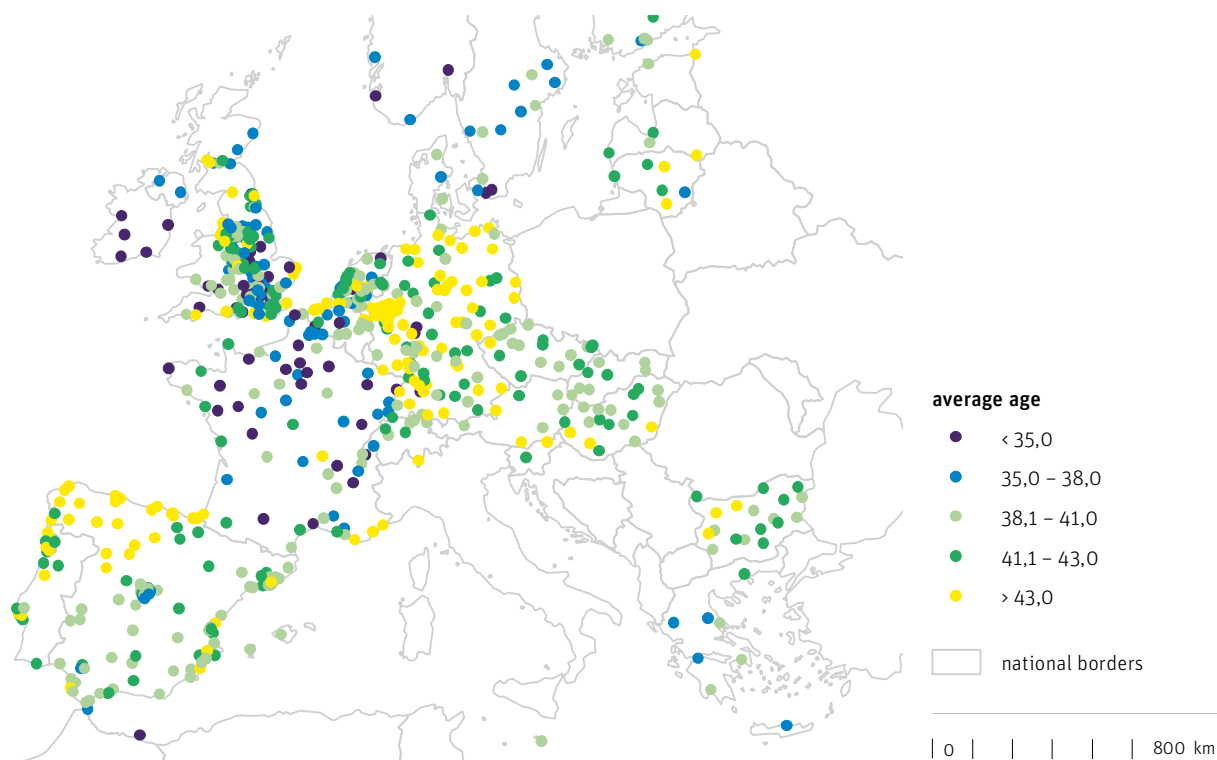 average age
< 35,0
35,0 – 38,0
38,1 – 41,0
41,1 – 43,0
> 43,0
national borders
0 800 km